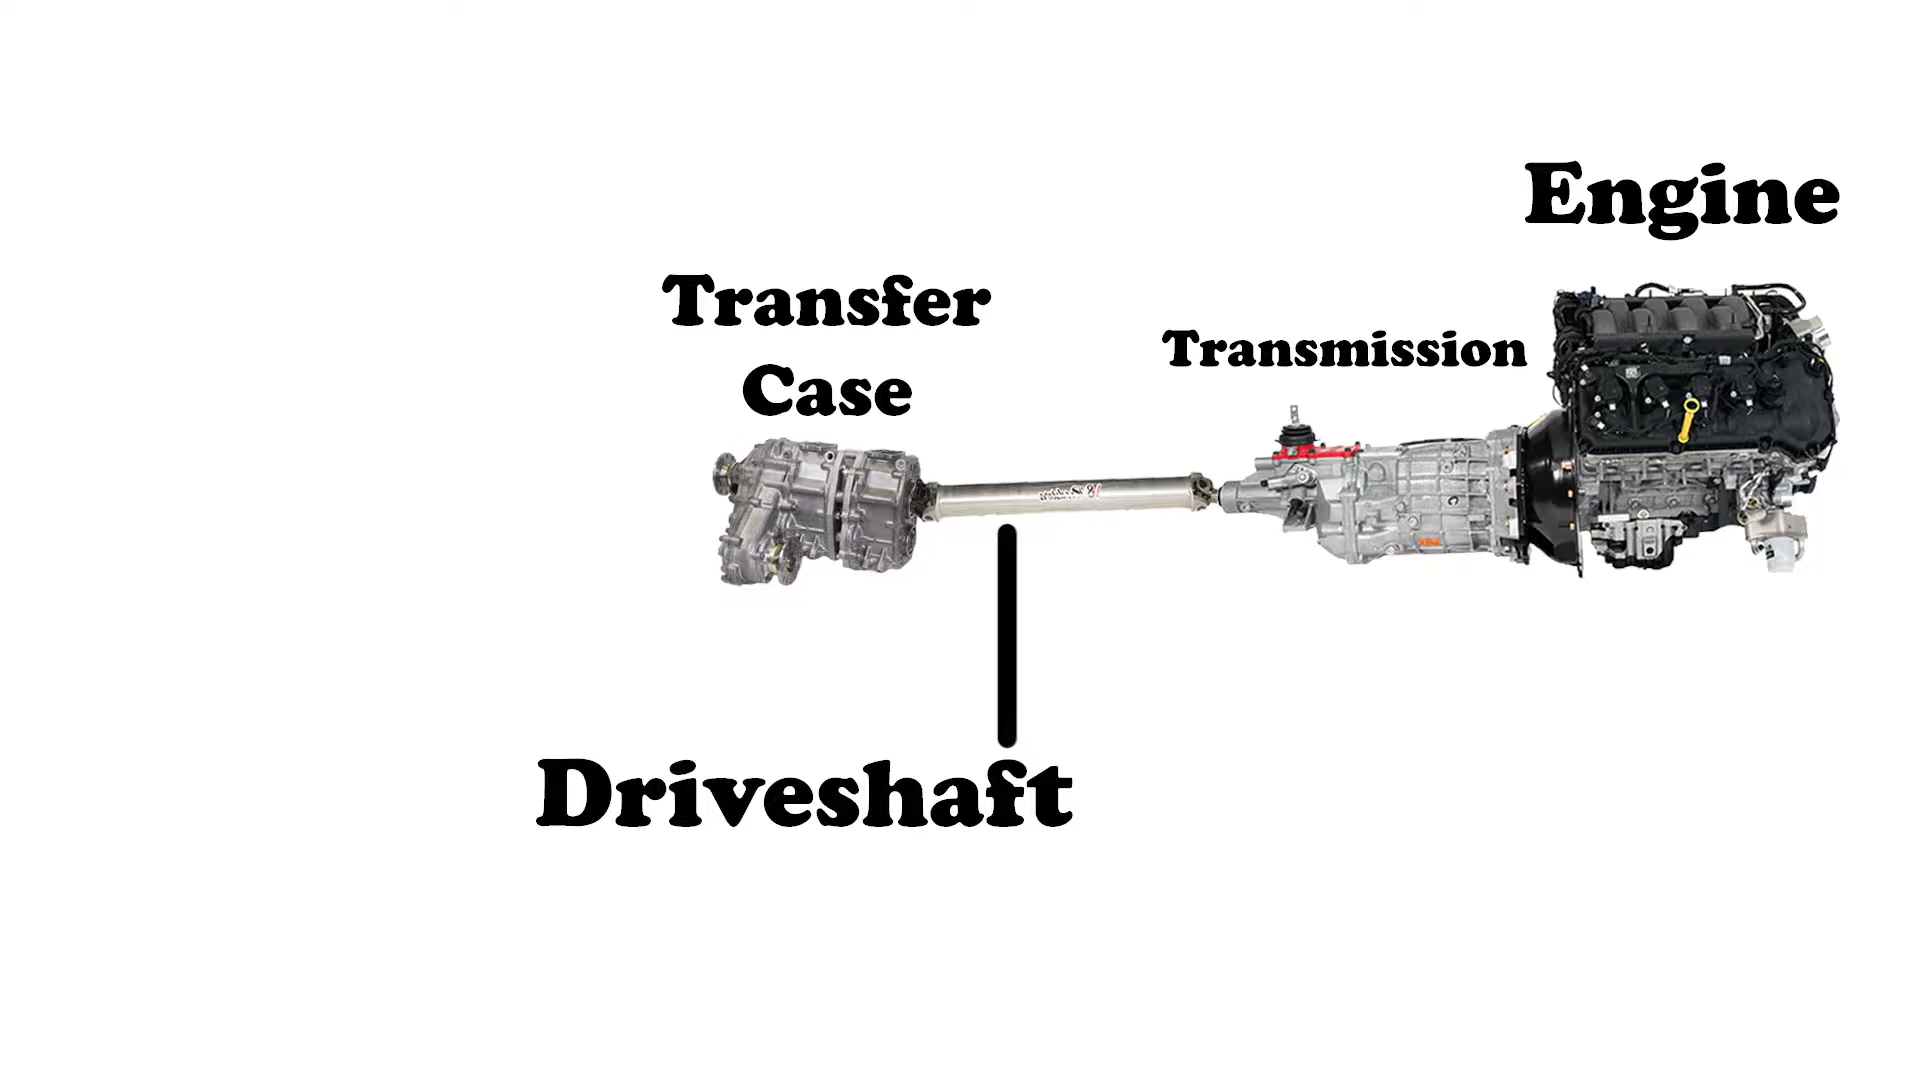 Engine
Transfer
Case
Transmission
Driveshaft